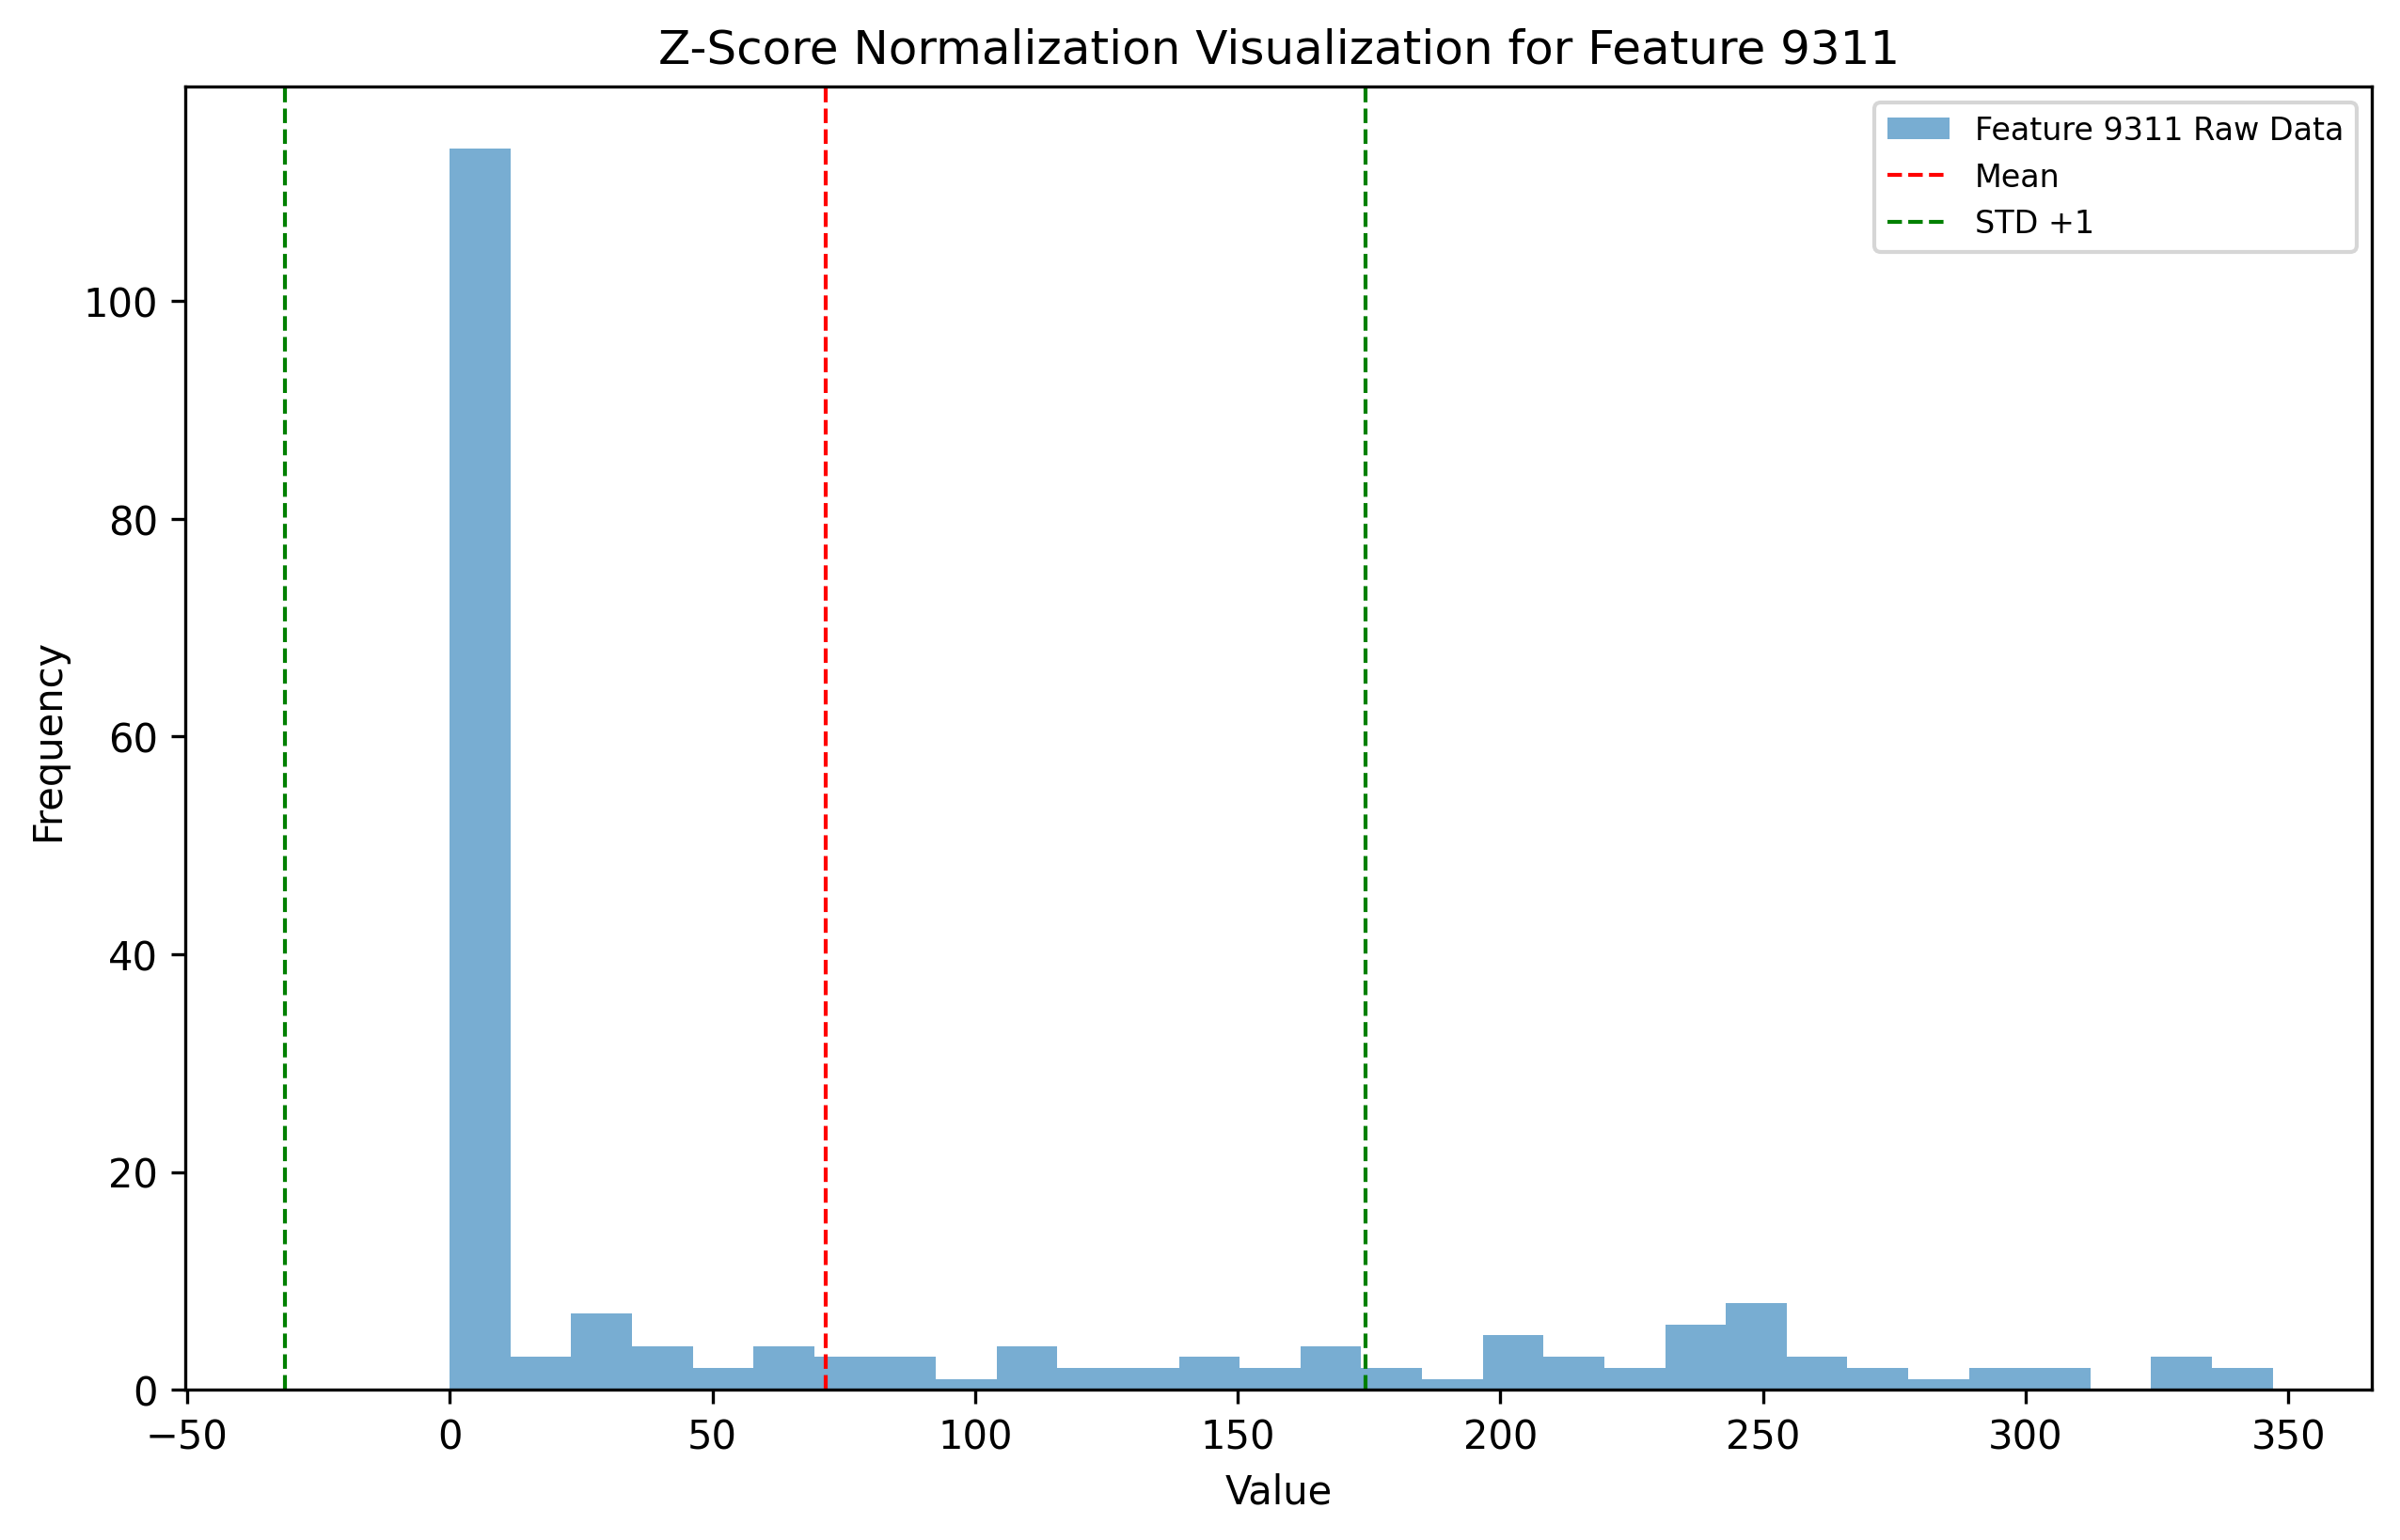 Z-Score Normalization Visualization for Feature 9311
Feature 9311 Raw Data
Mean
STD +1
100
80
60
40
20
0
Frequency
−50 0 50 100 150 200 250 300 350
Value